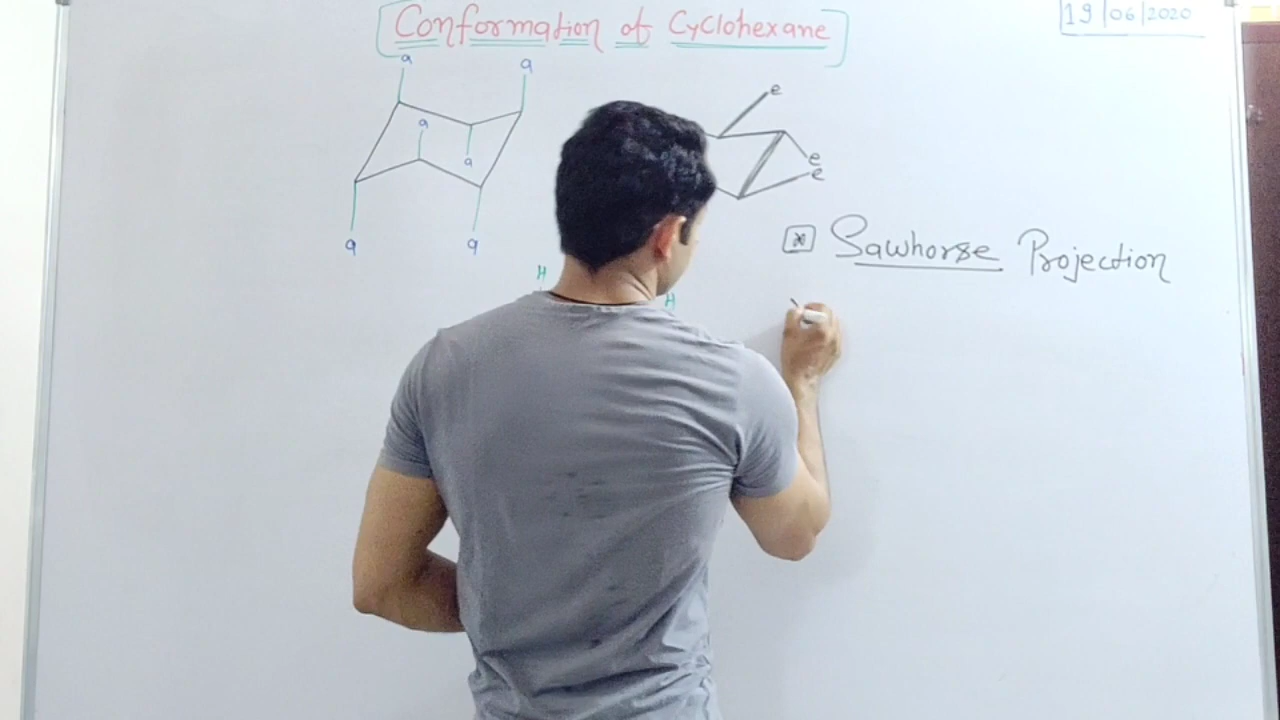 Conformation of Cyclohexane
19/06/2020
a a
a
a
a a
e
e
e
Sawhorse Projection
H
H